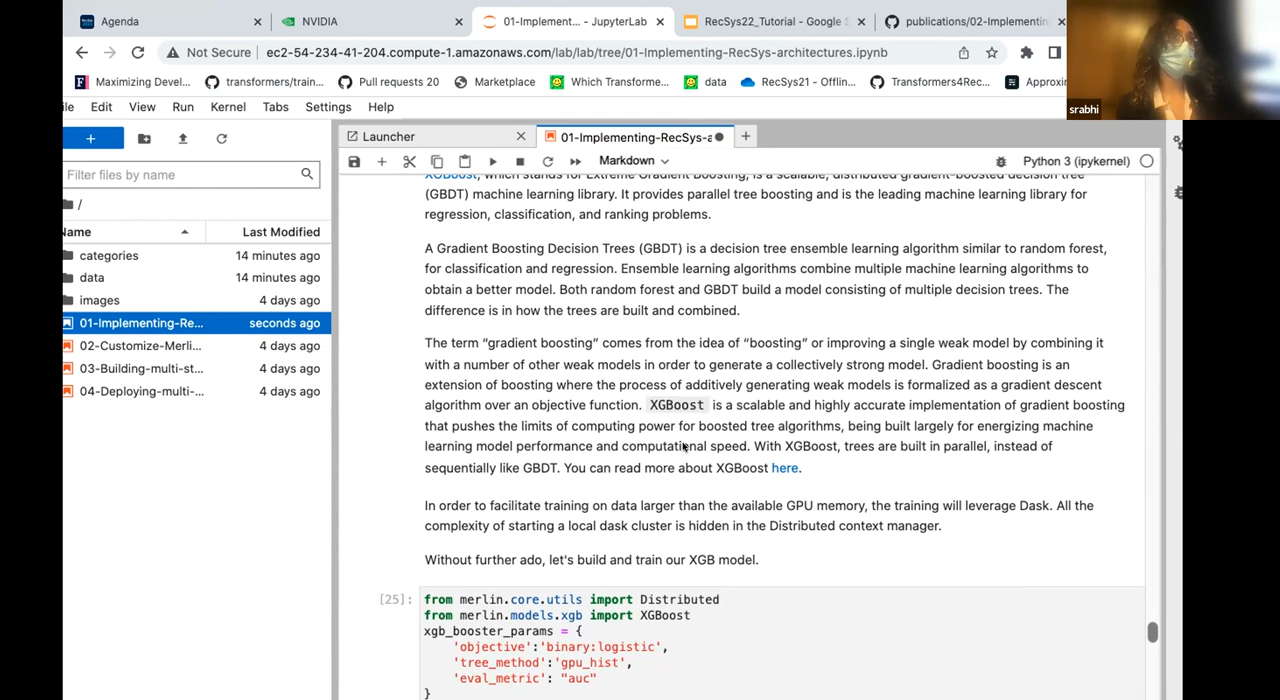 Agenda
NVIDIA
01-Implement... - JupyterLab
RecSys22_Tutorial - Google S
publications/02-Implementin
Not Secure
ec2-54-234-41-204.compute-1.amazonaws.com/lab/lab/tree/01-Implementing-RecSys-architectures.ipynb
Maximizing Devel...
transformers/train...
Pull requests 20
Marketplace
Which Transforme...
data
RecSys21 - Offlin...
Transformers4Rec...
Approxi
srabhi
ile Edit View Run Kernel Tabs Settings Help
Launcher
01-Implementing-RecSys-a
Filter files by name
Markdown
Python 3 (ipykernel)
/
Name
Last Modified
categories 14 minutes ago
data 14 minutes ago
images 4 days ago
01-Implementing-Re... seconds ago
02-Customize-Merli... 4 days ago
03-Building-multi-st... 4 days ago
04-Deploying-multi-... 4 days ago
XGBoost, which stands for Extreme Gradient Boosting, is a scalable, distributed gradient-boosted decision tree
(GBDT) machine learning library. It provides parallel tree boosting and is the leading machine learning library for
regression, classification, and ranking problems.
A Gradient Boosting Decision Trees (GBDT) is a decision tree ensemble learning algorithm similar to random forest,
for classification and regression. Ensemble learning algorithms combine multiple machine learning algorithms to
obtain a better model. Both random forest and GBDT build a model consisting of multiple decision trees. The
difference is in how the trees are built and combined.
The term “gradient boosting” comes from the idea of “boosting” or improving a single weak model by combining it
with a number of other weak models in order to generate a collectively strong model. Gradient boosting is an
extension of boosting where the process of additively generating weak models is formalized as a gradient descent
algorithm over an objective function. XGBoost is a scalable and highly accurate implementation of gradient boosting
that pushes the limits of computing power for boosted tree algorithms, being built largely for energizing machine
learning model performance and computational speed. With XGBoost, trees are built in parallel, instead of
sequentially like GBDT. You can read more about XGBoost here.
In order to facilitate training on data larger than the available GPU memory, the training will leverage Dask. All the
complexity of starting a local dask cluster is hidden in the Distributed context manager.
Without further ado, let's build and train our XGB model.
[25]:
from merlin.core.utils import Distributed
from merlin.models.xgb import XGBoost
xgb_booster_params = {
'objective':'binary:logistic',
'tree_method':'gpu_hist',
'eval_metric': "auc"
}